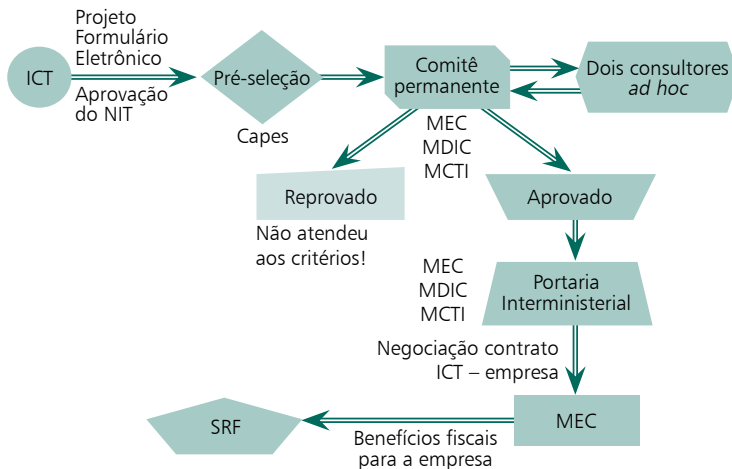 Projeto
Formulário
Eletrônico
ICT
Aprovação
do NIT
Pré-seleção
Capes
Comitê
permanente
MEC
MDIC
MCTI
Dois consultores
ad hoc
Reprovado
Não atendeu
aos critérios!
Aprovado
MEC
MDIC
MCTI
Portaria
Interministerial
Negociação contrato
ICT – empresa
MEC
Benefícios fiscais
para a empresa
SRF